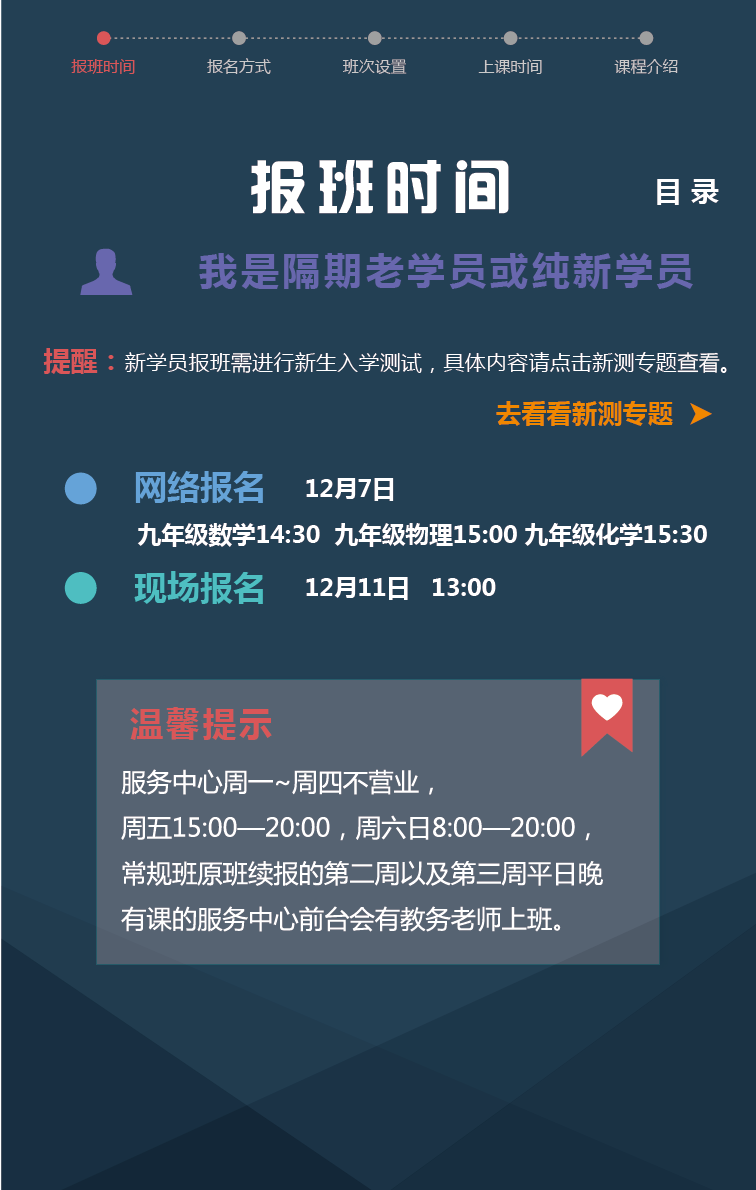 报班时间 报名方式 班次设置 上课时间 课程介绍
报班时间
目录
我是隔期老学员或纯新学员
提醒：新学员报班需进行新生入学测试，具体内容请点击新测专题查看。
去看看新测专题
网络报名 12月7日
九年级数学14:30 九年级物理15:00 九年级化学15:30
现场报名 12月11日 13:00
温馨提示
服务中心周一~周四不营业，
周五15:00—20:00，周六日8:00—20:00，
常规班原班续报的第二周以及第三周平日晚
有课的服务中心前台会有教务老师上班。